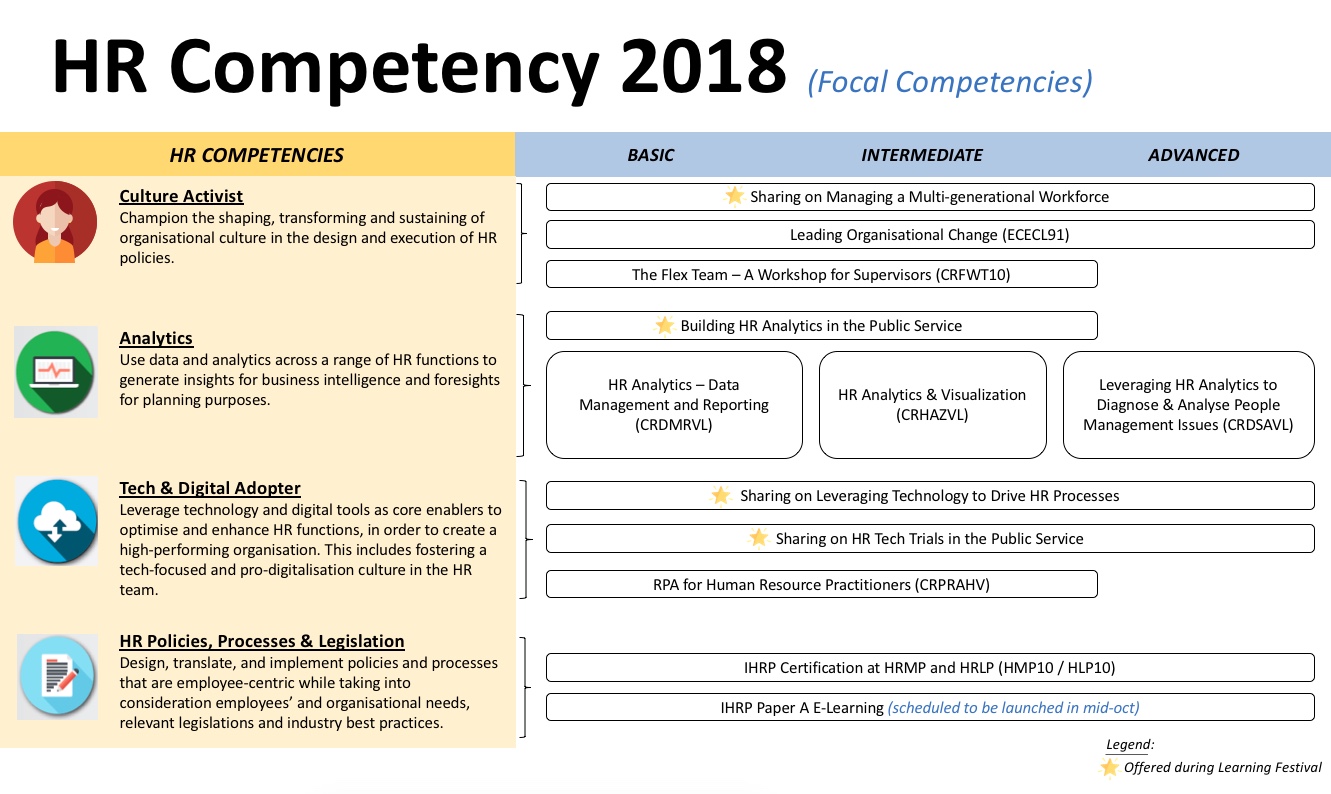 HR Competency 2018 (Focal Competencies)
HR COMPETENCIES
BASIC
INTERMEDIATE
ADVANCED
Culture Activist
Champion the shaping, transforming and sustaining of
organisational culture in the design and execution of HR
policies.
Sharing on Managing a Multi-generational Workforce
Leading Organisational Change (ECECL91)
The Flex Team – A Workshop for Supervisors (CRFWT10)
Analytics
Use data and analytics across a range of HR functions to
generate insights for business intelligence and foresights
for planning purposes.
Building HR Analytics in the Public Service
HR Analytics – Data
Management and Reporting
(CRDMRVL)
HR Analytics & Visualization
(CRHAZVL)
Leveraging HR Analytics to
Diagnose & Analyse People
Management Issues (CRDSAVL)
Tech & Digital Adopter
Leverage technology and digital tools as core enablers to
optimise and enhance HR functions, in order to create a
high-performing organisation. This includes fostering a
tech-focused and pro-digitalisation culture in the HR
team.
Sharing on Leveraging Technology to Drive HR Processes
Sharing on HR Tech Trials in the Public Service
RPA for Human Resource Practitioners (CRPRAHV)
HR Policies, Processes & Legislation
Design, translate, and implement policies and processes
that are employee-centric while taking into
consideration employees’ and organisational needs,
relevant legislations and industry best practices.
IHRP Certification at HRMP and HRLP (HMP10 / HLP10)
IHRP Paper A E-Learning (scheduled to be launched in mid-oct)
Legend:
Offered during Learning Festival